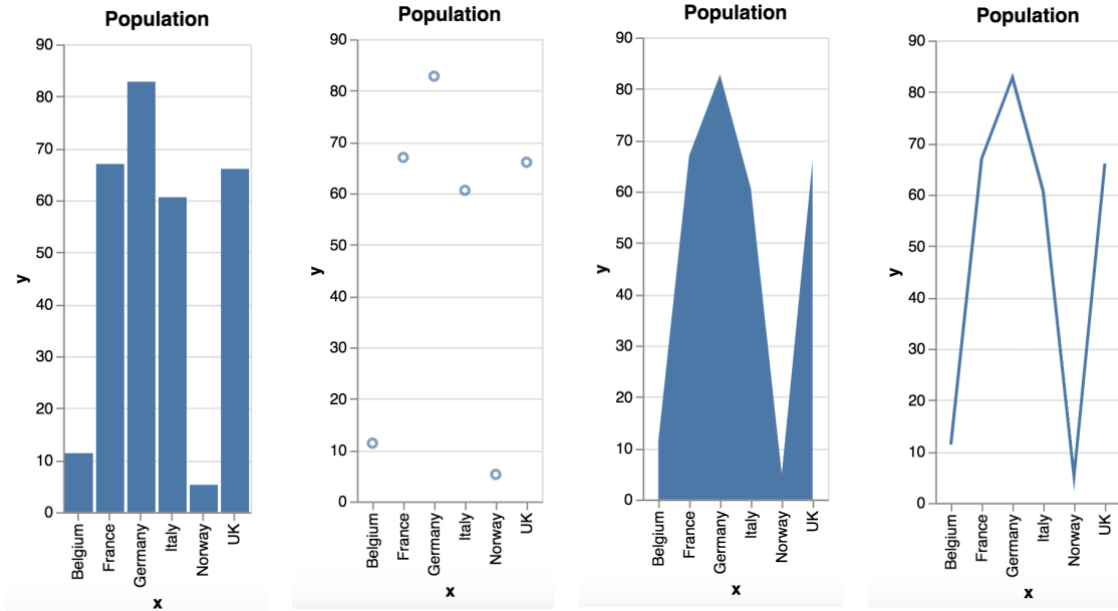 Population
90
80
70
60
50
40
30
20
10
0
y
Belgium
France
Germany
Italy
Norway
UK
x
Population
90
80
70
60
50
40
30
20
10
0
y
Belgium
France
Germany
Italy
Norway
UK
x
Population
90
80
70
60
50
40
30
20
10
0
y
Belgium
France
Germany
Italy
Norway
UK
x
Population
90
80
70
60
50
40
30
20
10
0
y
Belgium
France
Germany
Italy
Norway
UK
x